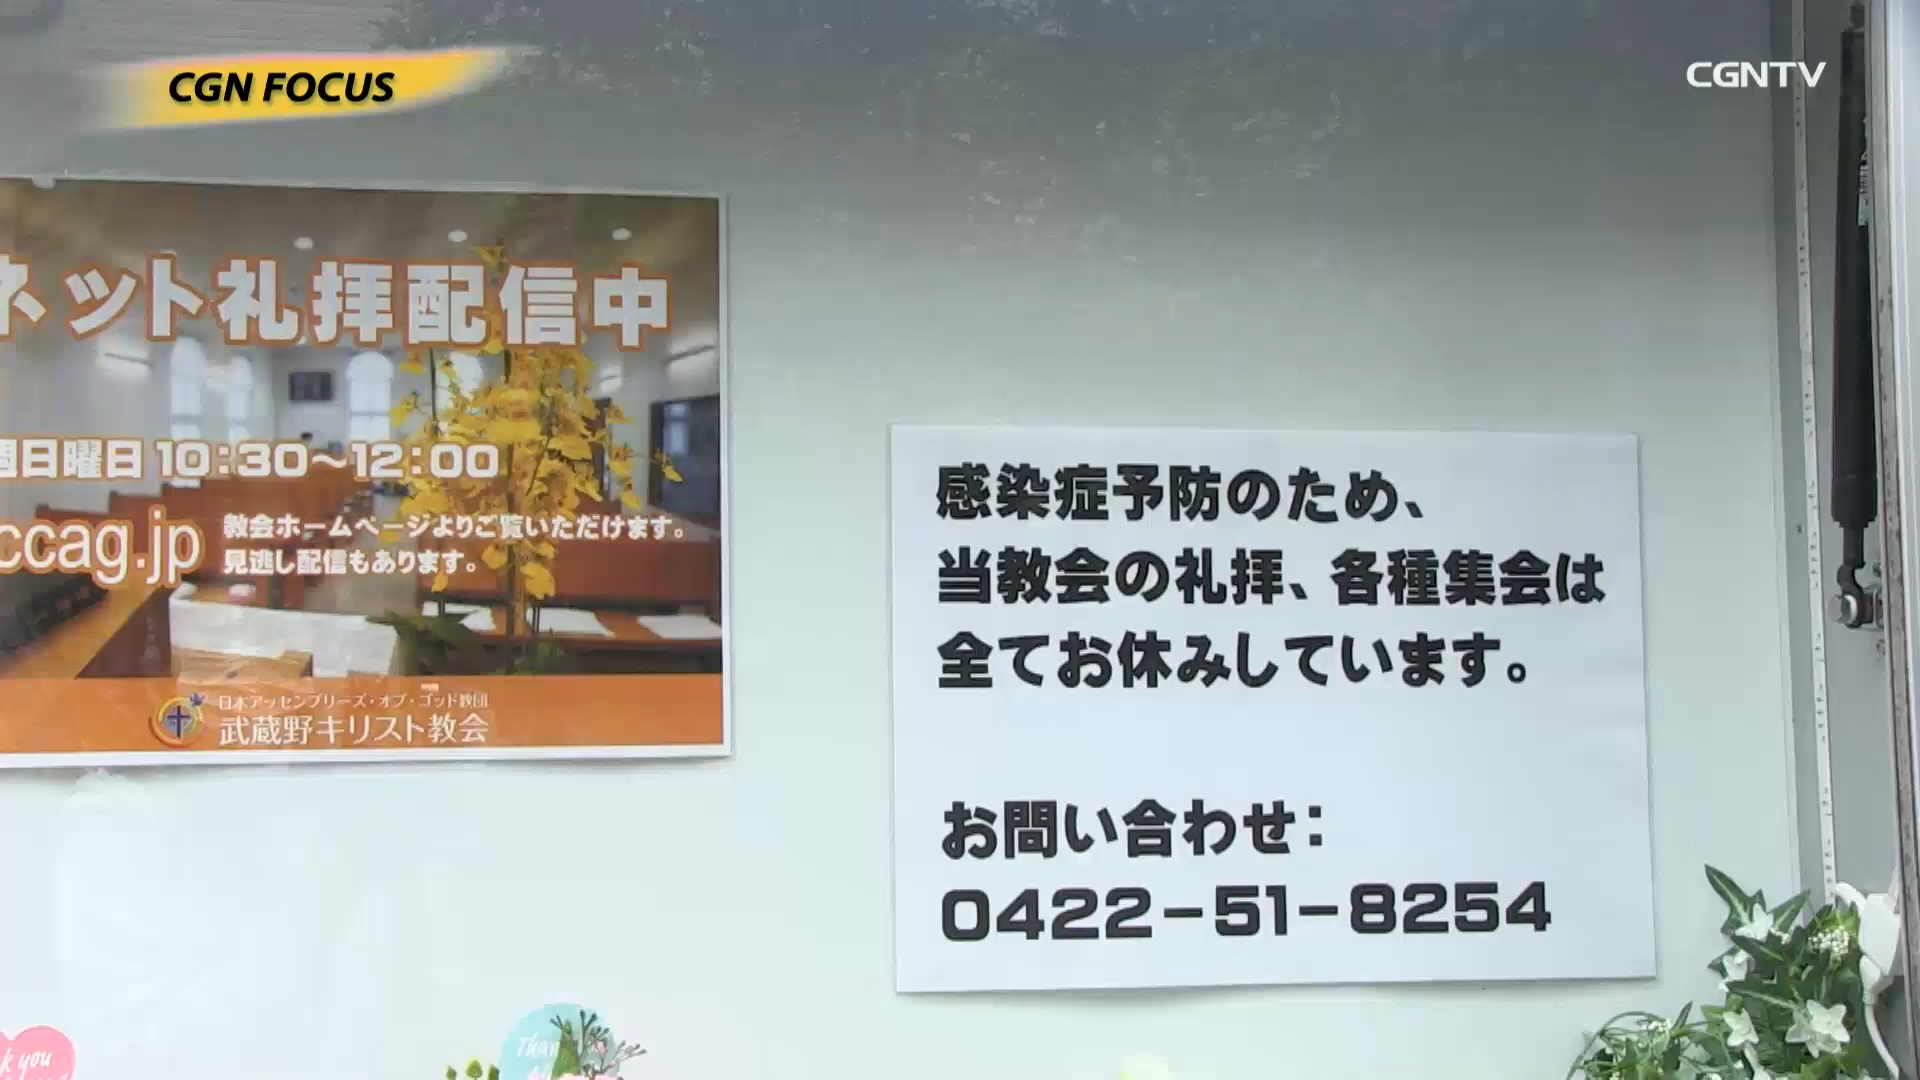 CGN FOCUS
CGNTV
ネット礼拝配信中
週日曜日 10:30〜12:00
ccag.jp
教会ホームページよりご覧いただけます。
見逃し配信もあります。
日本アッセンブリーズ・オブ・ゴッド教団
武蔵野キリスト教会
感染症予防のため、
当教会の礼拝、各種集会は
全てお休みしています。
お問い合わせ：
0422-51-8254
you